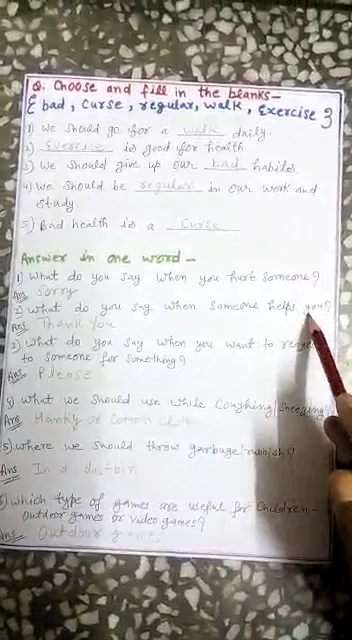 Q. Choose and fill in the blanks—
{ bad, Curse, regular, walk, Exercise }
1) We should go for a walk daily.
2) Exercise is good for health.
3) We should give up our bad habits.
4) We should be regular in our work and
study.
5) Bad health is a Curse
Answer in one word—
1) What do you say when you hurt someone?
Ans Sorry
2) What do you say when someone helps you?
Ans Thank You
3) What do you say when you want to
to someone for something?
Ans Please
4) What we should use while Coughing/Sneezing?
Ans Hanky or Cotton
5) Where we should throw garbage/rubbish?
Ans In a dustbin
6) Which type of games are useful for Children—
Outdoor games or video games?
Ans Outdoor games